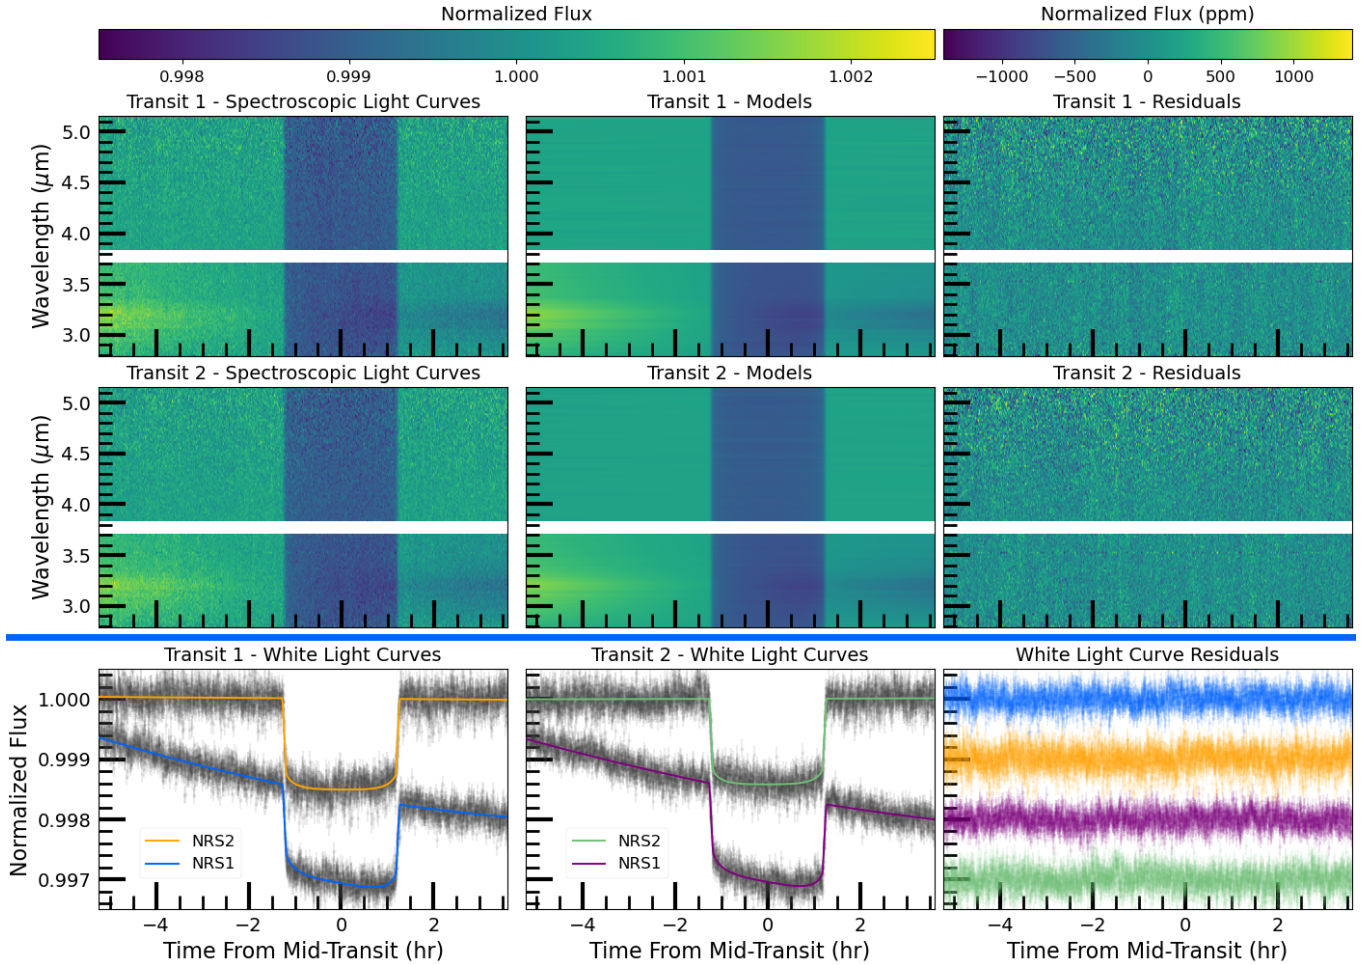 Normalized Flux
Normalized Flux (ppm)
0.998 0.999 1.000 1.001 1.002
−1000 −500 0 500 1000
Transit 1 - Spectroscopic Light Curves
Transit 1 - Models
Transit 1 - Residuals
Wavelength (μm)
5.0
4.5
4.0
3.5
3.0
Transit 2 - Spectroscopic Light Curves
Transit 2 - Models
Transit 2 - Residuals
Wavelength (μm)
5.0
4.5
4.0
3.5
3.0
Transit 1 - White Light Curves
Transit 2 - White Light Curves
White Light Curve Residuals
Normalized Flux
1.000
0.999
0.998
0.997
NRS2
NRS1
NRS2
NRS1
−4 −2 0 2
−4 −2 0 2
−4 −2 0 2
Time From Mid-Transit (hr)
Time From Mid-Transit (hr)
Time From Mid-Transit (hr)